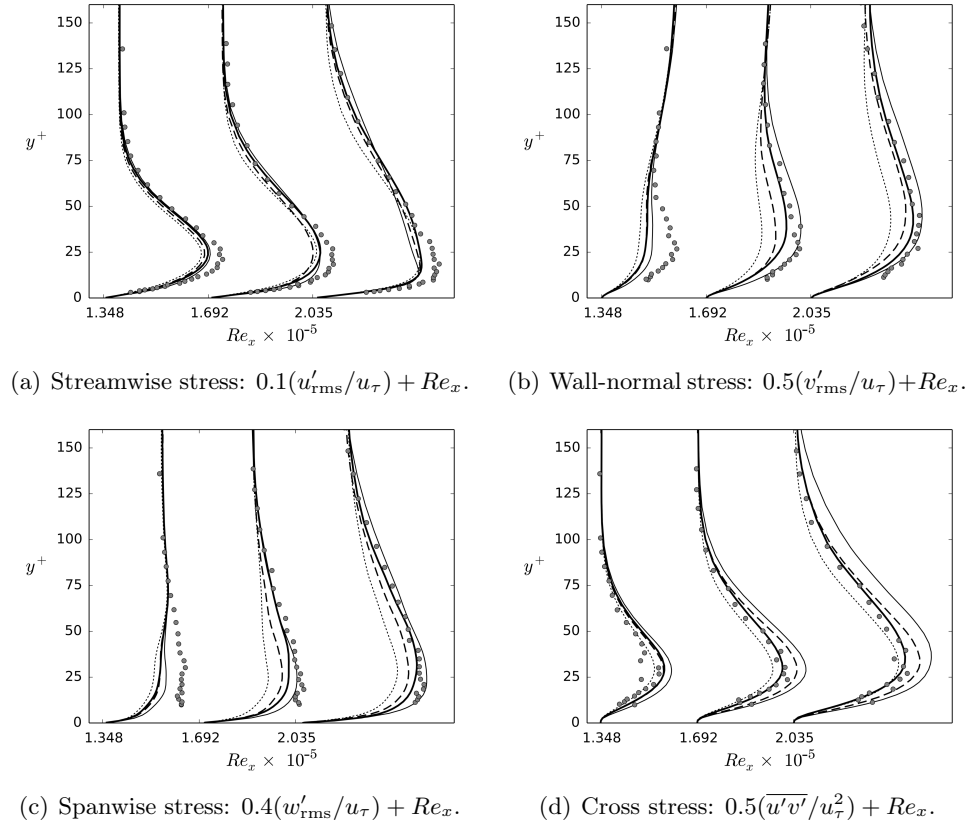 150
125
100
y⁺
75
50
25
0
1.348 1.692 2.035
Reₓ × 10⁻⁵
(a) Streamwise stress: 0.1(u′rms/uτ) + Reₓ.
150
125
100
y⁺
75
50
25
0
1.348 1.692 2.035
Reₓ × 10⁻⁵
(b) Wall-normal stress: 0.5(v′rms/uτ)+Reₓ.
150
125
100
y⁺
75
50
25
0
1.348 1.692 2.035
Reₓ × 10⁻⁵
(c) Spanwise stress: 0.4(w′rms/uτ) + Reₓ.
150
125
100
y⁺
75
50
25
0
1.348 1.692 2.035
Reₓ × 10⁻⁵
(d) Cross stress: 0.5(u′v′/u²τ) + Reₓ.